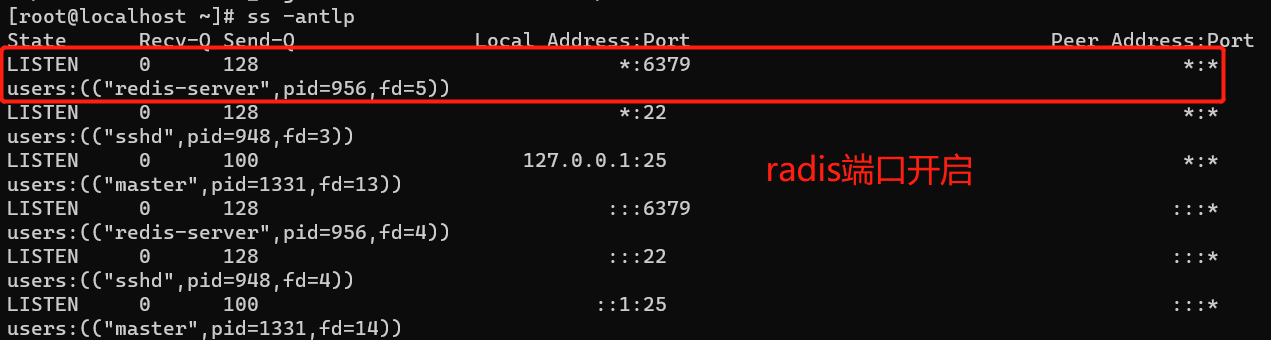 [root@localhost ~]# ss -antlp
State Recv-Q Send-Q Local Address:Port Peer Address:Port
LISTEN 0 128 *:6379 *:*
users:(("redis-server",pid=956,fd=5))
LISTEN 0 128 *:22 *:*
users:(("sshd",pid=948,fd=3))
LISTEN 0 100 127.0.0.1:25 *:*
users:(("master",pid=1331,fd=13))
radis端口开启
LISTEN 0 128 :::6379 :::*
users:(("redis-server",pid=956,fd=4))
LISTEN 0 128 :::22 :::*
users:(("sshd",pid=948,fd=4))
LISTEN 0 100 ::1:25 :::*
users:(("master",pid=1331,fd=14))